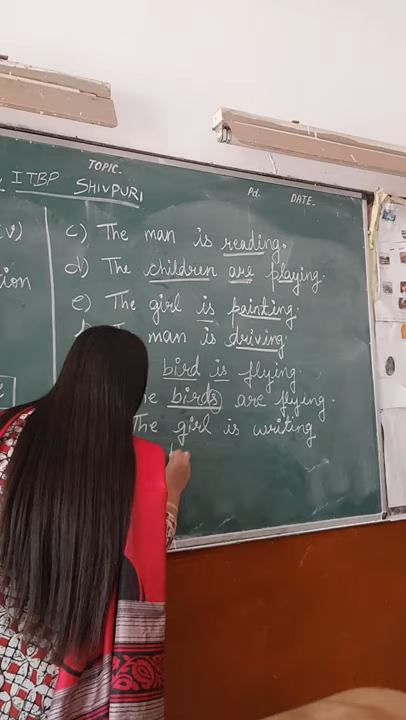 TOPIC-
ITBP SHIVPURI
Pd.
DATE-
(v)
ion
c) The man is reading.
d) The children are playing.
e) The girl is painting.
man is driving.
bird is flying
birds are flying.
The girl is writing